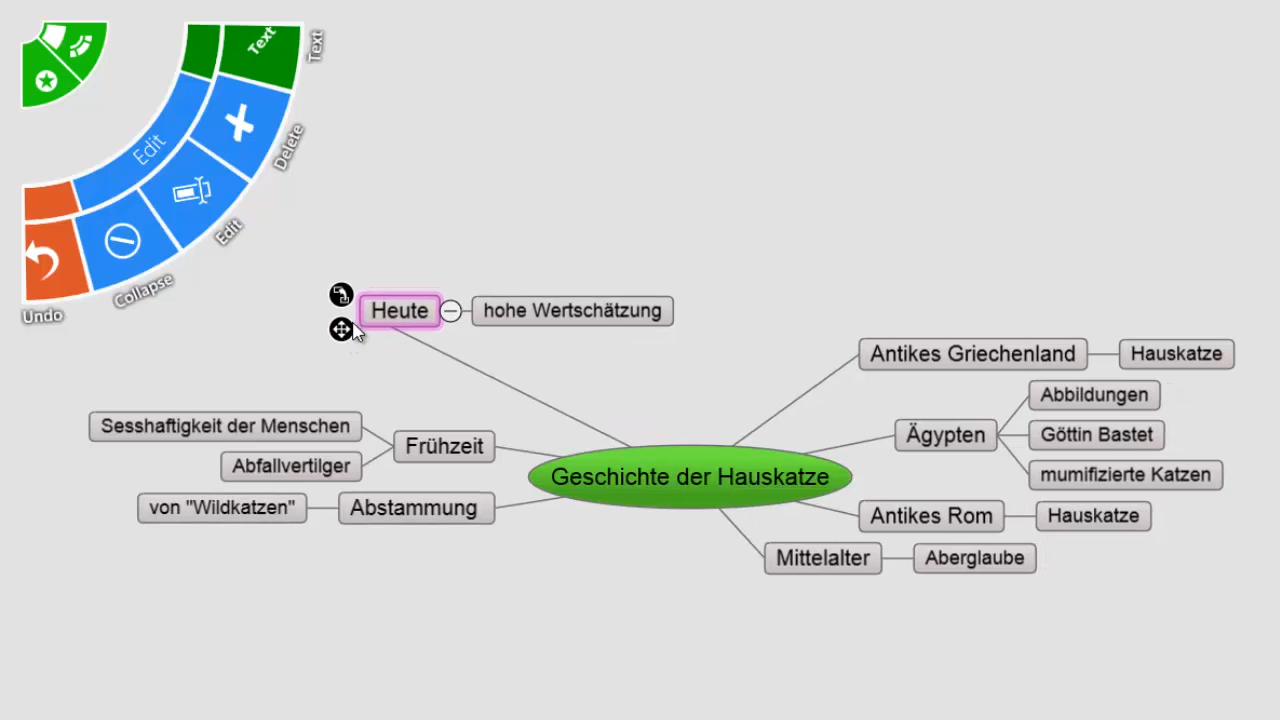 Text
Text
Edit
Delete
Edit
Collapse
Undo
Heute
hohe Wertschätzung
Antikes Griechenland
Hauskatze
Abbildungen
Sesshaftigkeit der Menschen
Frühzeit
Ägypten
Göttin Bastet
Abfallvertilger
Geschichte der Hauskatze
mumifizierte Katzen
von "Wildkatzen"
Abstammung
Antikes Rom
Hauskatze
Mittelalter
Aberglaube